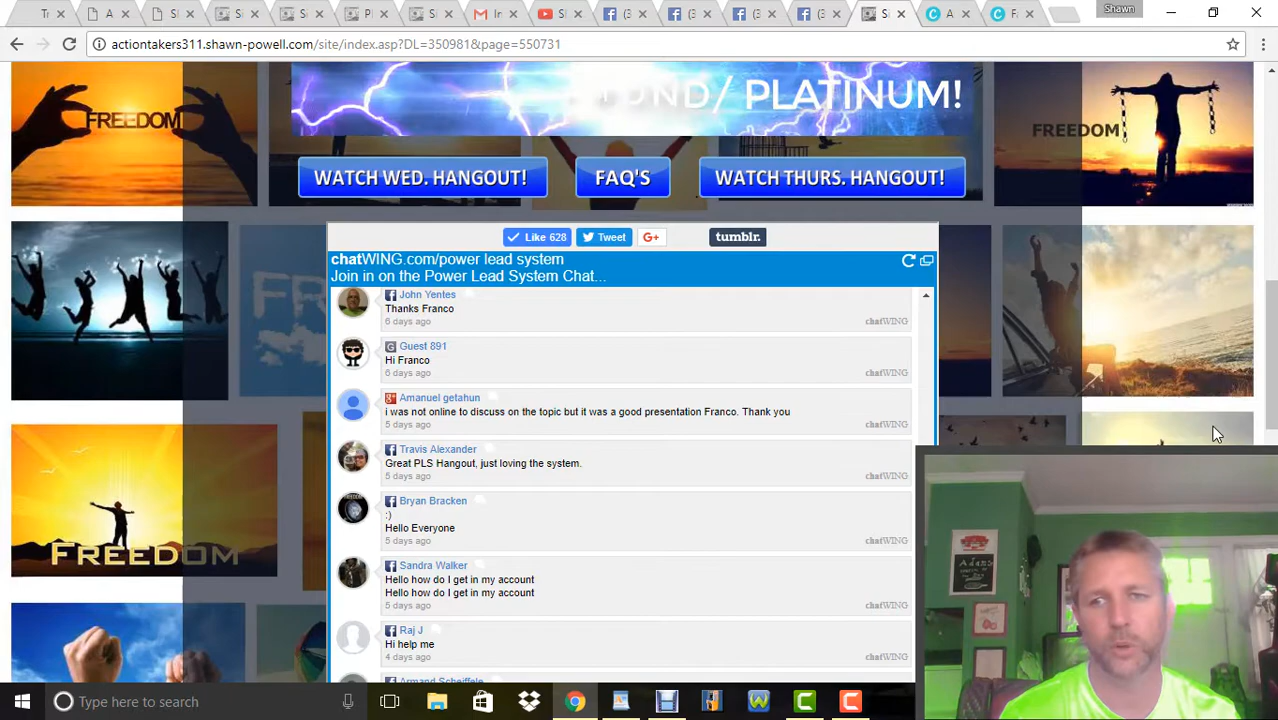 Shawn
actiontakers311.shawn-powell.com/site/index.asp?DL=350981&page=550731
FREEDOM
/ PLATINUM!
FREEDOM
WATCH WED. HANGOUT!
FAQ'S
WATCH THURS. HANGOUT!
Like 628
Tweet
G+
tumblr.
chatWING.com/power lead system
Join in on the Power Lead System Chat...
John Yentes
Thanks Franco
6 days ago
chatWING
Guest 891
Hi Franco
6 days ago
chatWING
Amanuel getahun
i was not online to discuss on the topic but it was a good presentation Franco. Thank you
5 days ago
chatWING
Travis Alexander
Great PLS Hangout, just loving the system.
5 days ago
chatWING
Bryan Bracken
:)
Hello Everyone
5 days ago
chatWING
Sandra Walker
Hello how do I get in my account
Hello how do I get in my account
5 days ago
chatWING
Raj J
Hi help me
4 days ago
chatWING
Armand Scheiffele
FREEDOM
Adams
Type here to search